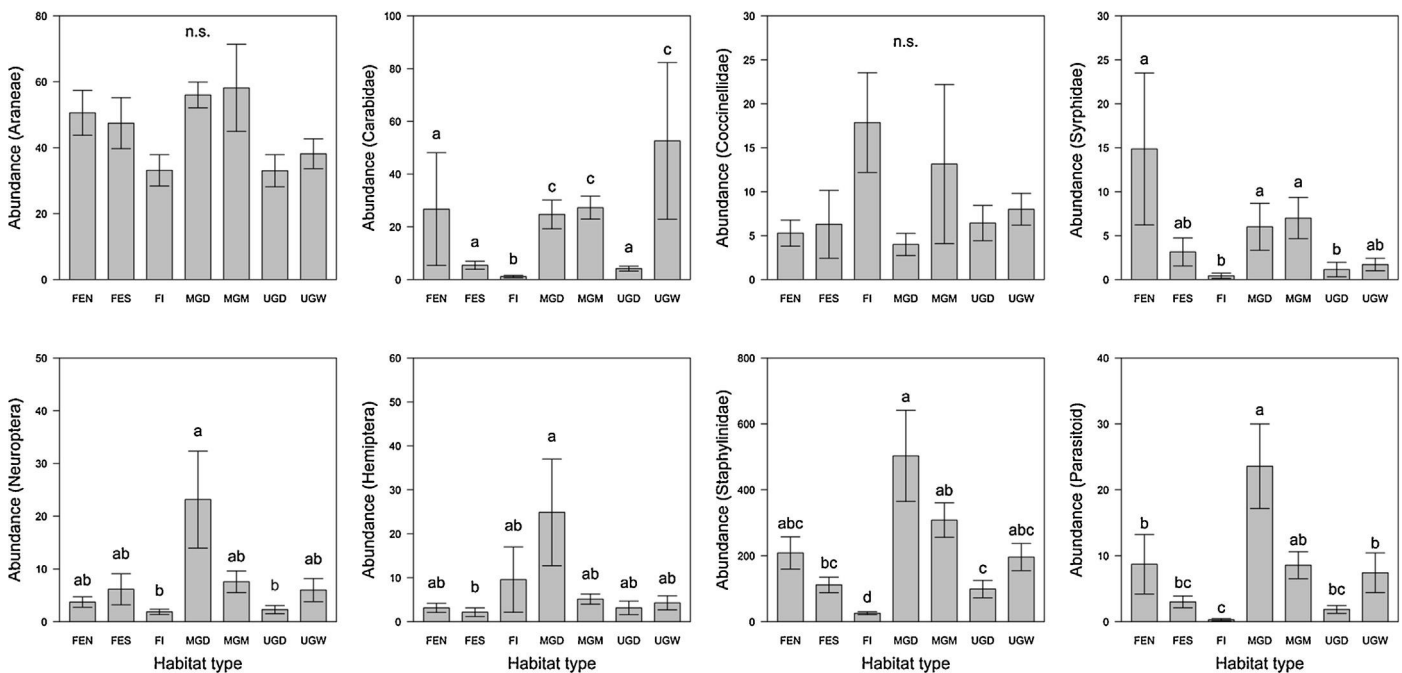 Abundance (Araneae)
80
60
40
20
0
n.s.
FEN FES FI MGD MGM UGD UGW
Abundance (Carabidae)
100
80
60
40
20
0
a a b c c a c
FEN FES FI MGD MGM UGD UGW
Abundance (Coccinellidae)
30
25
20
15
10
5
0
n.s.
FEN FES FI MGD MGM UGD UGW
Abundance (Syrphidae)
30
25
20
15
10
5
0
a ab b a a b ab
FEN FES FI MGD MGM UGD UGW
Abundance (Neuroptera)
50
40
30
20
10
0
ab ab b a ab b ab
FEN FES FI MGD MGM UGD UGW
Habitat type
Abundance (Hemiptera)
60
50
40
30
20
10
0
ab b ab a ab ab ab
FEN FES FI MGD MGM UGD UGW
Habitat type
Abundance (Staphylinidae)
800
600
400
200
0
abc bc d a ab c abc
FEN FES FI MGD MGM UGD UGW
Habitat type
Abundance (Parasitoid)
40
30
20
10
0
b bc c a ab bc b
FEN FES FI MGD MGM UGD UGW
Habitat type